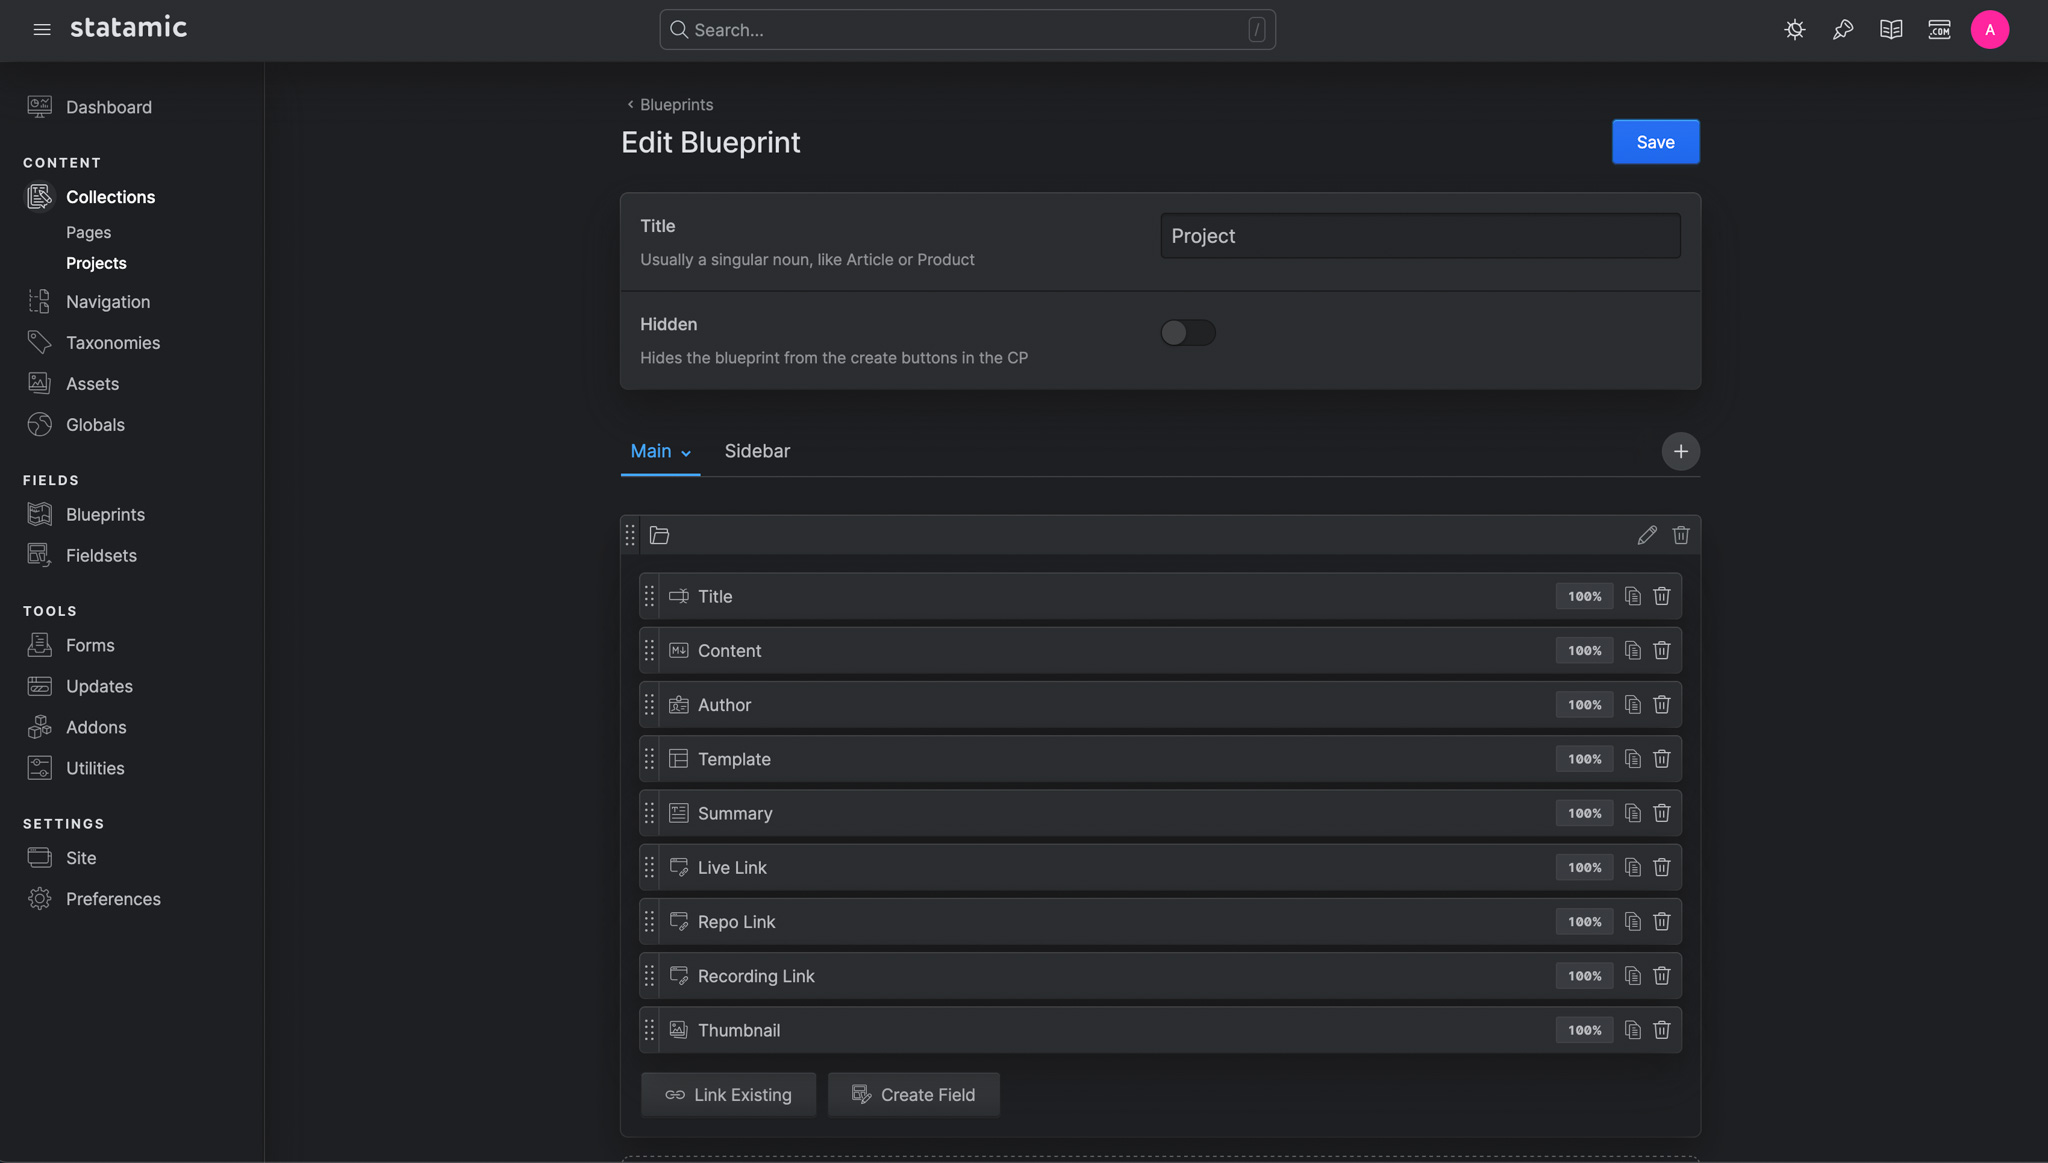 statamic
Search...
/
.COM
A
Dashboard
CONTENT
Collections
Pages
Projects
Navigation
Taxonomies
Assets
Globals
FIELDS
Blueprints
Fieldsets
TOOLS
Forms
Updates
Addons
Utilities
SETTINGS
Site
Preferences
Blueprints
Edit Blueprint
Save
Title
Project
Usually a singular noun, like Article or Product
Hidden
Hides the blueprint from the create buttons in the CP
Main
Sidebar
Title 100%
Content 100%
Author 100%
Template 100%
Summary 100%
Live Link 100%
Repo Link 100%
Recording Link 100%
Thumbnail 100%
Link Existing
Create Field